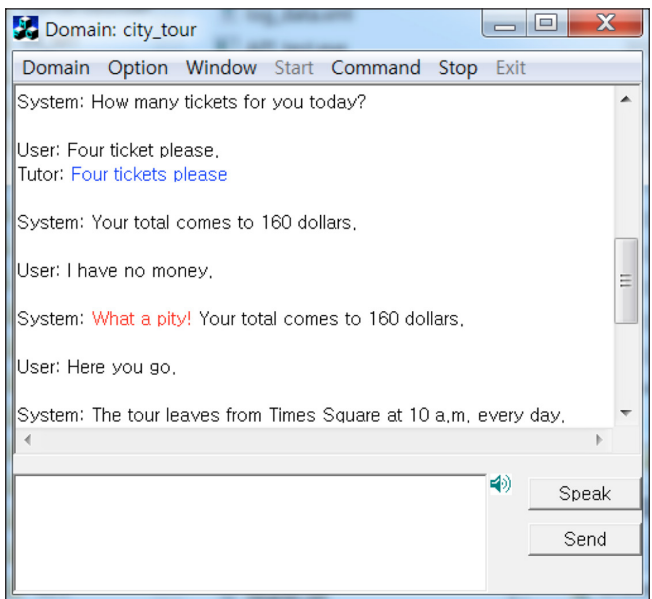 Domain: city_tour
Domain Option Window Start Command Stop Exit
System: How many tickets for you today?
User: Four ticket please,
Tutor: Four tickets please
System: Your total comes to 160 dollars,
User: I have no money,
System: What a pity! Your total comes to 160 dollars,
User: Here you go,
System: The tour leaves from Times Square at 10 a,m, every day,
Speak
Send